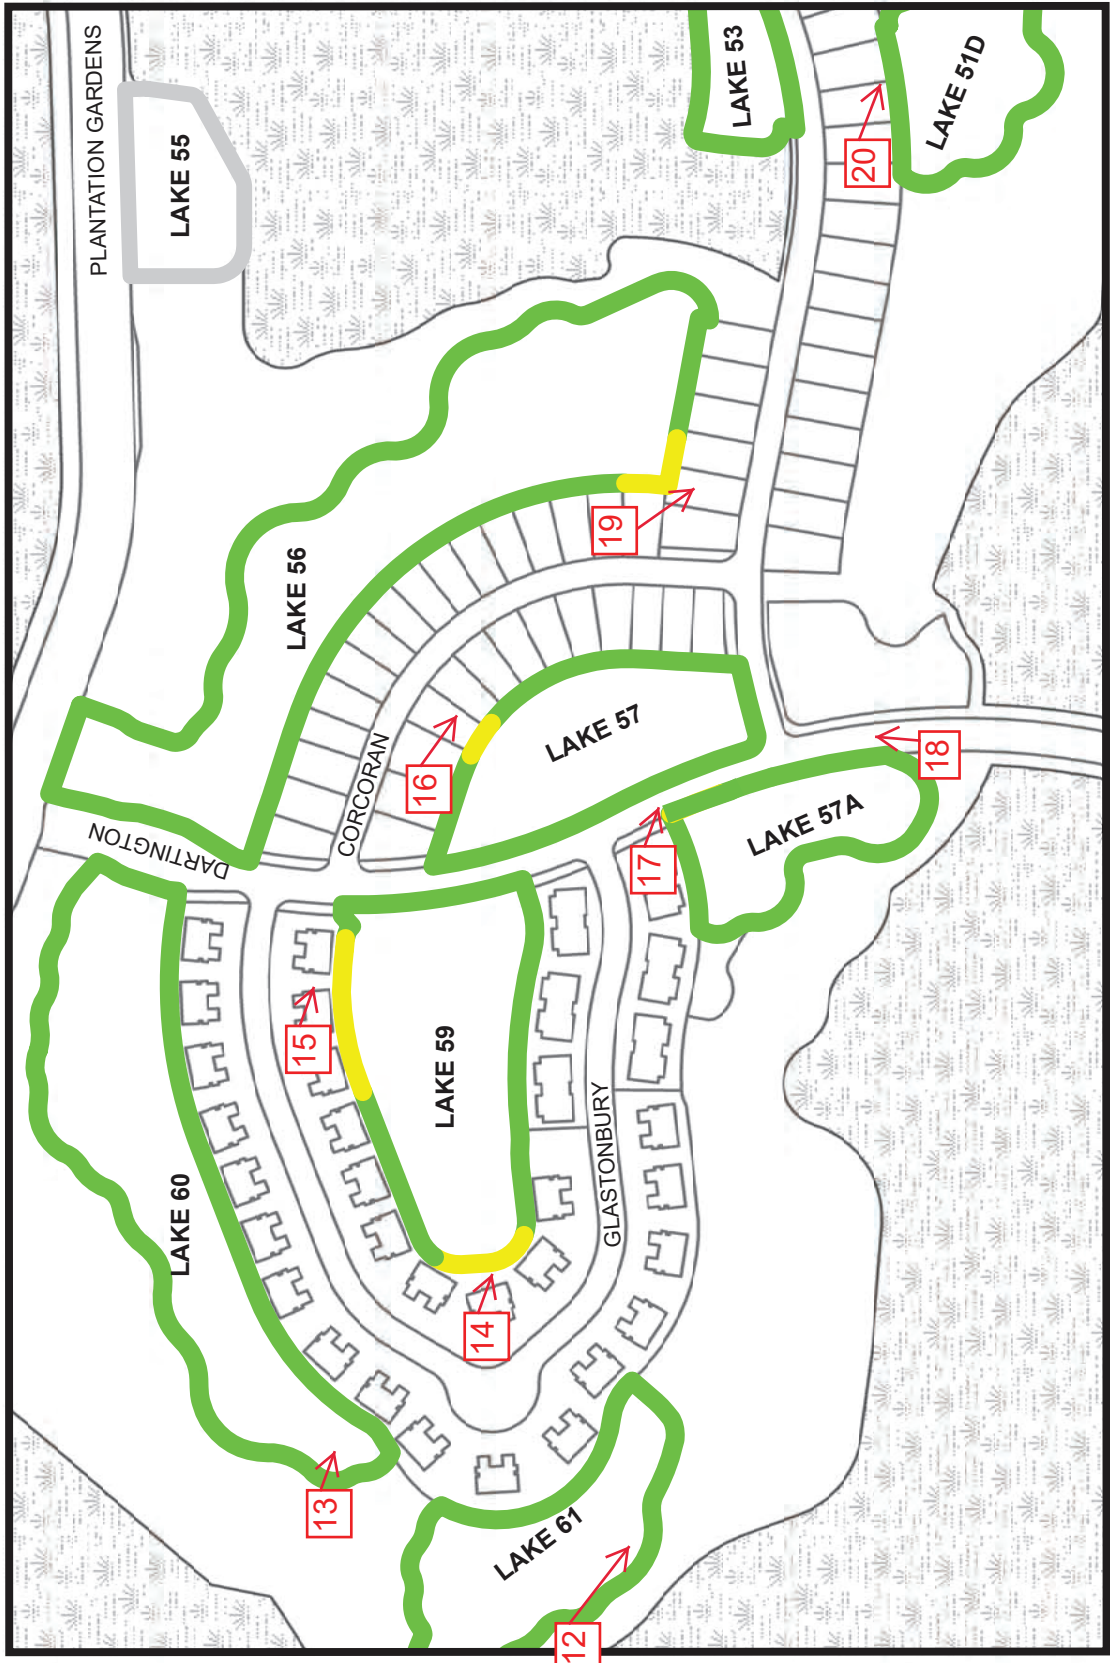 PLANTATION GARDENS
LAKE 55
LAKE 53
LAKE 51D
20
LAKE 56
19
CORCORAN
16
LAKE 57
DARTINGTON
17
LAKE 57A
18
15
LAKE 59
GLASTONBURY
LAKE 60
14
13
LAKE 61
12